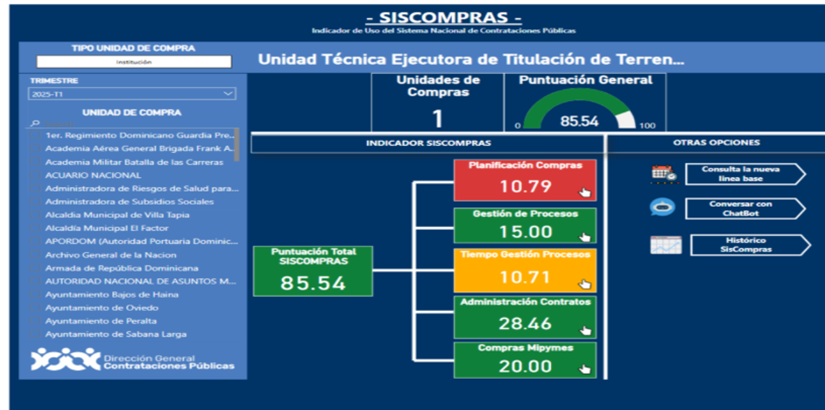 - SISCOMPRAS -
Indicador de Uso del Sistema Nacional de Contrataciones Públicas
TIPO UNIDAD DE COMPRA
Institución
TRIMESTRE
2025-T1
UNIDAD DE COMPRA
1er. Regimiento Dominicano Guardia Pre...
Academia Aérea General Brigada Frank A...
Academia Militar Batalla de las Carreras
ACUARIO NACIONAL
Administradora de Riesgos de Salud para...
Administradora de Subsidios Sociales
Alcaldia Municipal de Villa Tapia
Alcaldía Municipal El Factor
APORDOM (Autoridad Portuaria Dominic...
Archivo General de la Nacion
Armada de República Dominicana
AUTORIDAD NACIONAL DE ASUNTOS M...
Ayuntamiento Bajos de Haina
Ayuntamiento de Oviedo
Ayuntamiento de Peralta
Ayuntamiento de Sabana Larga
Dirección General
Contrataciones Públicas
Unidad Técnica Ejecutora de Titulación de Terren...
Unidades de
Compras
1
Puntuación General
0
85.54
100
INDICADOR SISCOMPRAS
Puntuación Total
SISCOMPRAS
85.54
Planificación Compras
10.79
Gestión de Procesos
15.00
Tiempo Gestión Procesos
10.71
Administración Contratos
28.46
Compras Mipymes
20.00
OTRAS OPCIONES
Consulta la nueva
línea base
Conversar con
ChatBot
Histórico
SisCompras